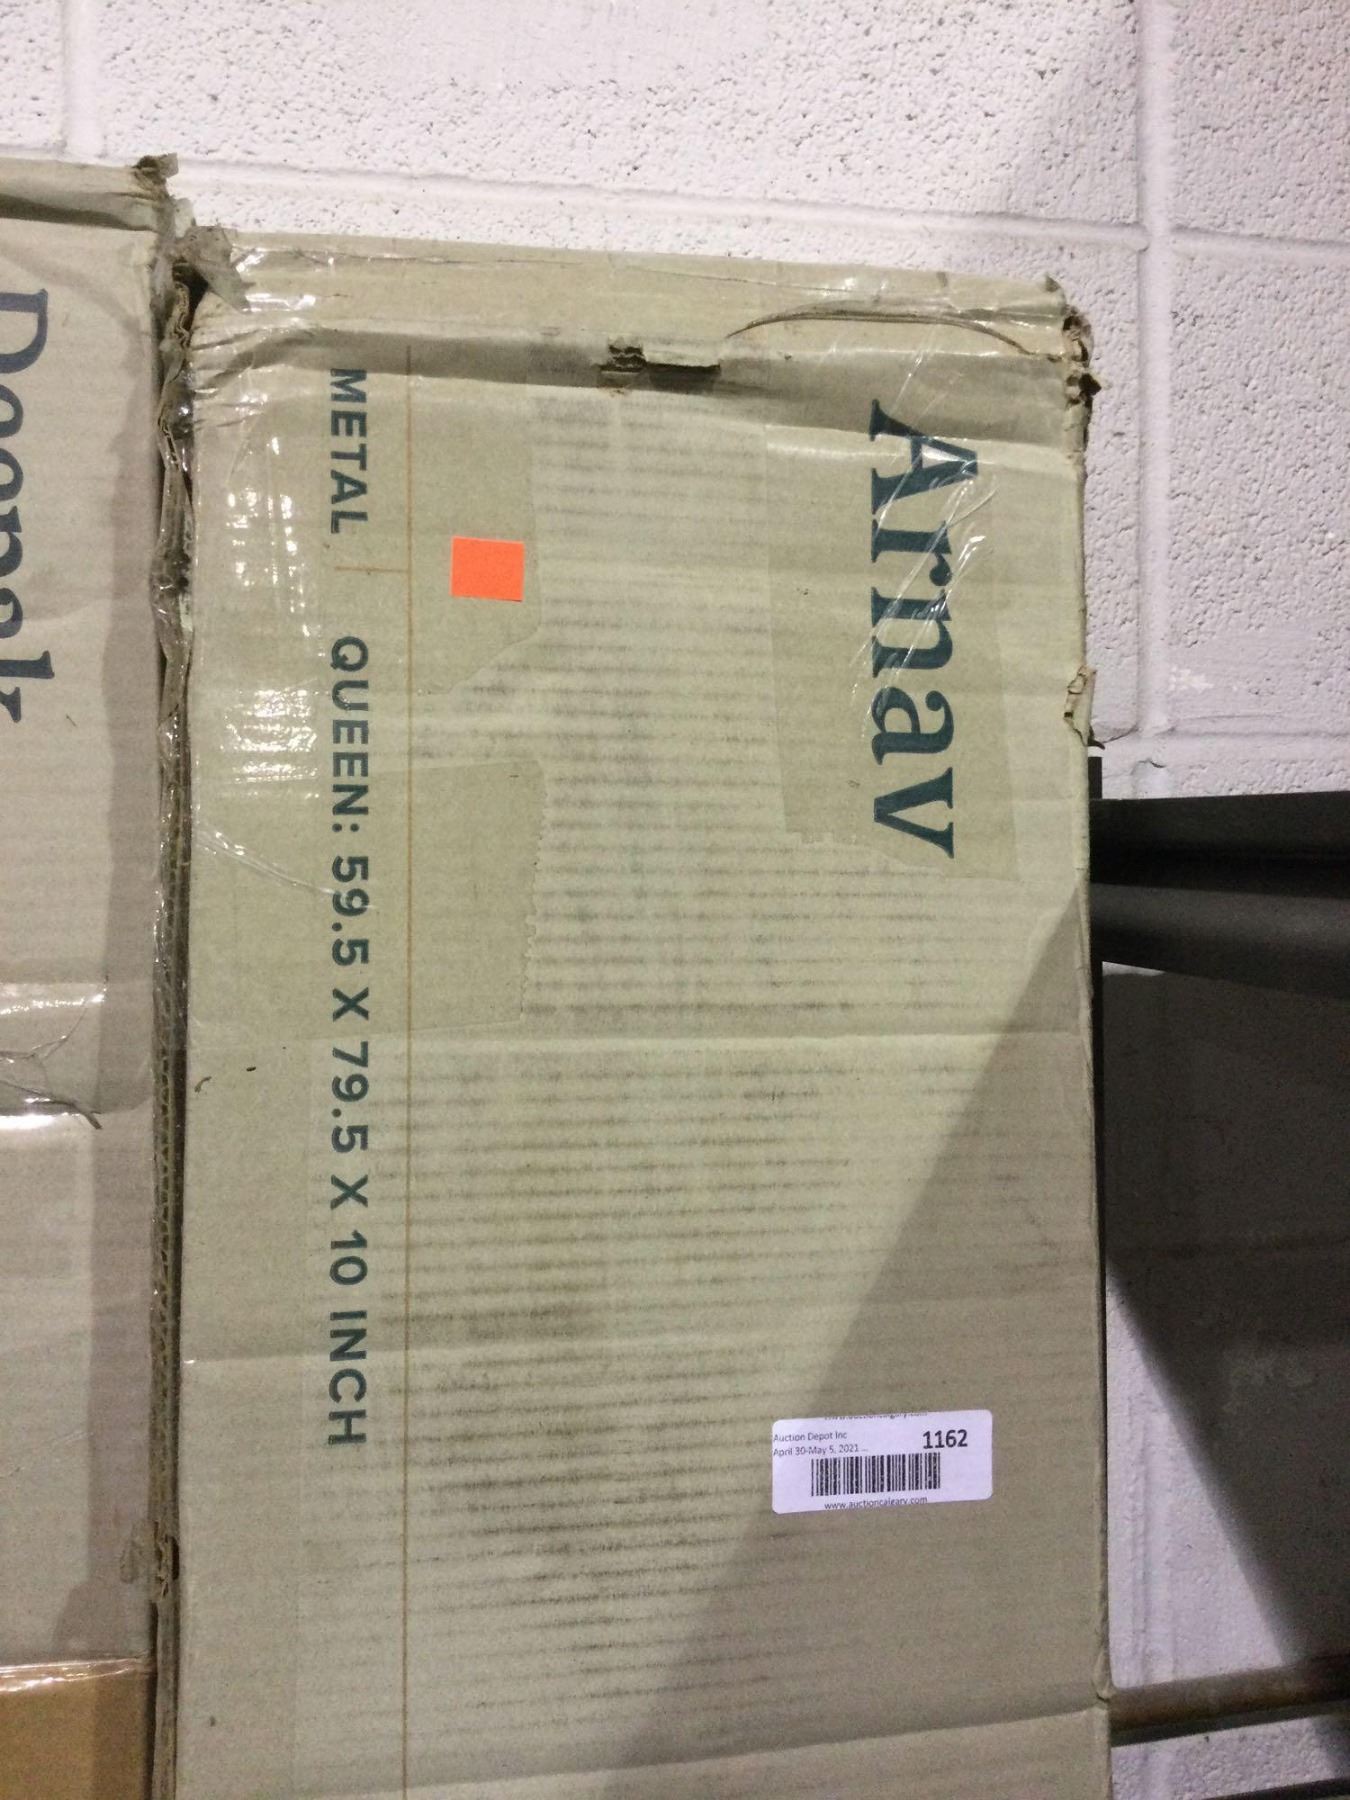 Arnav
METAL
QUEEN: 59.5 X 79.5 X 10 INCH
Deepak
Auction Depot Inc
1162
April 30-May 5, 2021 ...
www.auctioncalgary.com